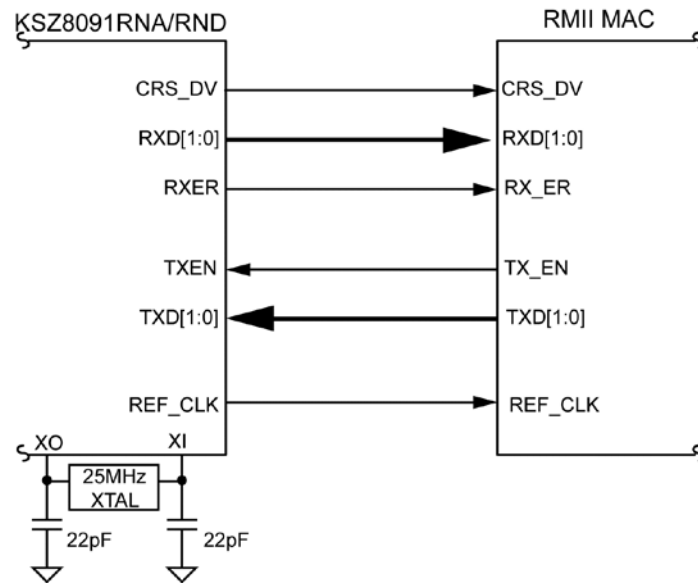 KSZ8091RNA/RND
RMII MAC
CRS_DV
CRS_DV
RXD[1:0]
RXD[1:0]
RXER
RX_ER
TXEN
TX_EN
TXD[1:0]
TXD[1:0]
REF_CLK
REF_CLK
XO
XI
25MHz
XTAL
22pF
22pF